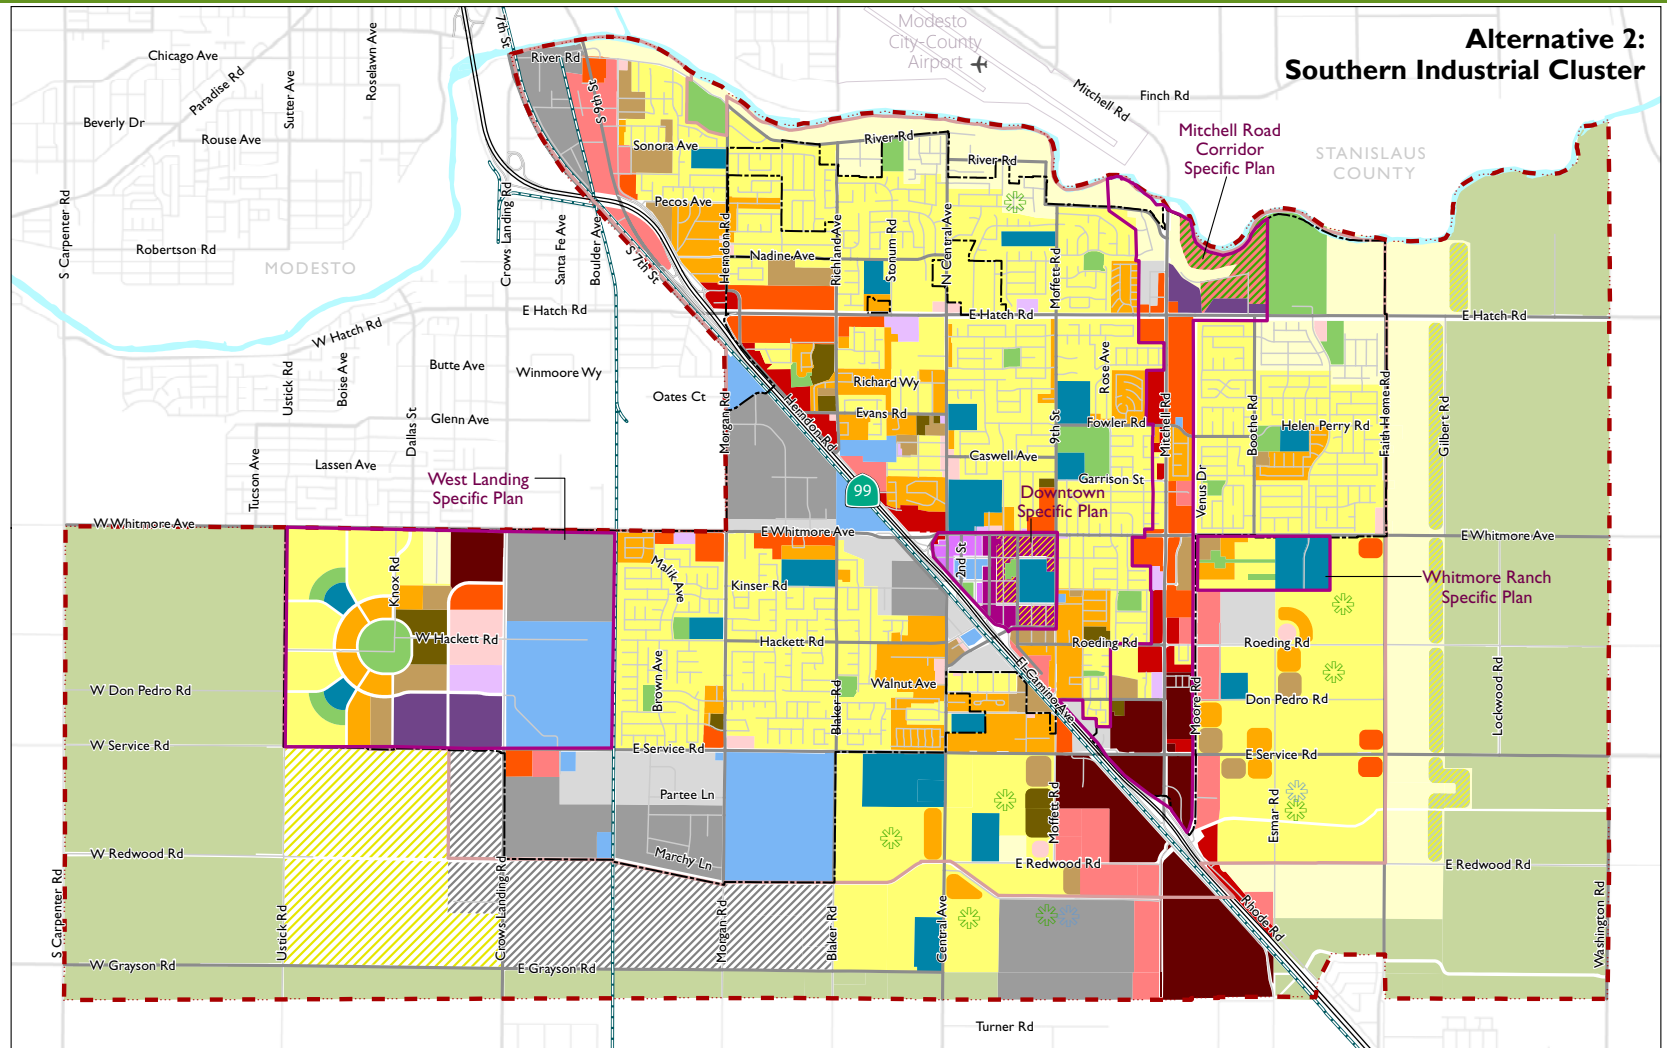 Alternative 2:
Southern Industrial Cluster
Modesto
City-County
Airport
7th St
River Rd
S 9th St
Chicago Ave
Paradise Rd
Sutter Ave
Roselawn Ave
Beverly Dr
Rouse Ave
Mitchell Rd
Finch Rd
Mitchell Road
Corridor
Specific Plan
STANISLAUS
COUNTY
Sonora Ave
River Rd
River Rd
S Carpenter Rd
Robertson Rd
MODESTO
Crows Landing Rd
Santa Fe Ave
Boulder Ave
S 7th St
Pecos Ave
Herndon Rd
Nadine Ave
Richland Ave
Stonum Rd
N Central Ave
Moffett Rd
E Hatch Rd
E Hatch Rd
E Hatch Rd
W Hatch Rd
Ustick Rd
Boise Ave
Butte Ave
Winmoore Wy
Oates Ct
Glenn Ave
Dallas St
Lassen Ave
Tucson Ave
Morgan Rd
Herndon Rd
Richard Wy
Evans Rd
Caswell Ave
Rose Ave
9th St
Fowler Rd
Garrison St
Mitchell Rd
Venus Dr
Boothe Rd
Helen Perry Rd
Faith Home Rd
Gilbert Rd
West Landing
Specific Plan
99
Downtown
Specific Plan
W Whitmore Ave
E Whitmore Ave
E Whitmore Ave
Knox Rd
W Hackett Rd
Malik Ave
Kinser Rd
2nd St
Whitmore Ranch
Specific Plan
Hackett Rd
Roeding Rd
Roeding Rd
W Don Pedro Rd
Brown Ave
Walnut Ave
Blaker Rd
El Camino Ave
Moore Rd
Don Pedro Rd
Lockwood Rd
W Service Rd
E Service Rd
E Service Rd
Partee Ln
Moffett Rd
Esmar Rd
W Redwood Rd
Marchy Ln
E Redwood Rd
E Redwood Rd
S Carpenter Rd
Ustick Rd
Crows Landing Rd
Morgan Rd
Blaker Rd
Central Ave
Rhode Rd
Washington Rd
W Grayson Rd
E Grayson Rd
Turner Rd